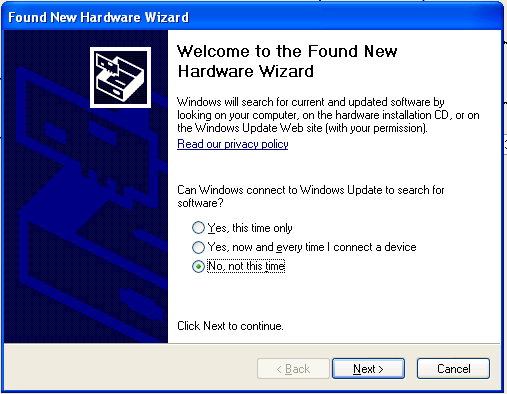 Found New Hardware Wizard
Welcome to the Found New
Hardware Wizard
Windows will search for current and updated software by
looking on your computer, on the hardware installation CD, or on
the Windows Update Web site (with your permission).
Read our privacy policy
Can Windows connect to Windows Update to search for
software?
Yes, this time only
Yes, now and every time I connect a device
No, not this time
Click Next to continue.
< Back Next > Cancel